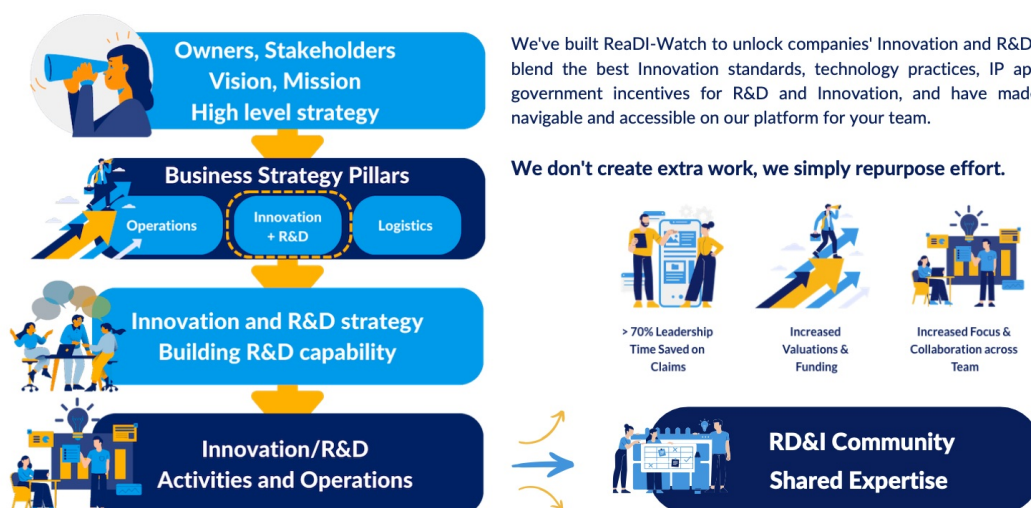 Owners, Stakeholders
Vision, Mission
High level strategy
Business Strategy Pillars
Operations
Innovation
+ R&D
Logistics
Innovation and R&D strategy
Building R&D capability
Innovation/R&D
Activities and Operations
We've built ReaDI-Watch to unlock companies' Innovation and R&D
blend the best Innovation standards, technology practices, IP ap
government incentives for R&D and Innovation, and have made
navigable and accessible on our platform for your team.
We don't create extra work, we simply repurpose effort.
> 70% Leadership
Time Saved on
Claims
Increased
Valuations &
Funding
Increased Focus &
Collaboration across
Team
RD&I Community
Shared Expertise